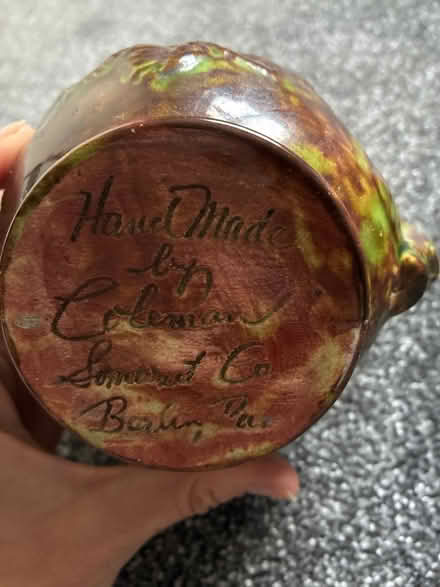 Hand Made
by
Coleman
Somerset Co
Berlin, Pa.